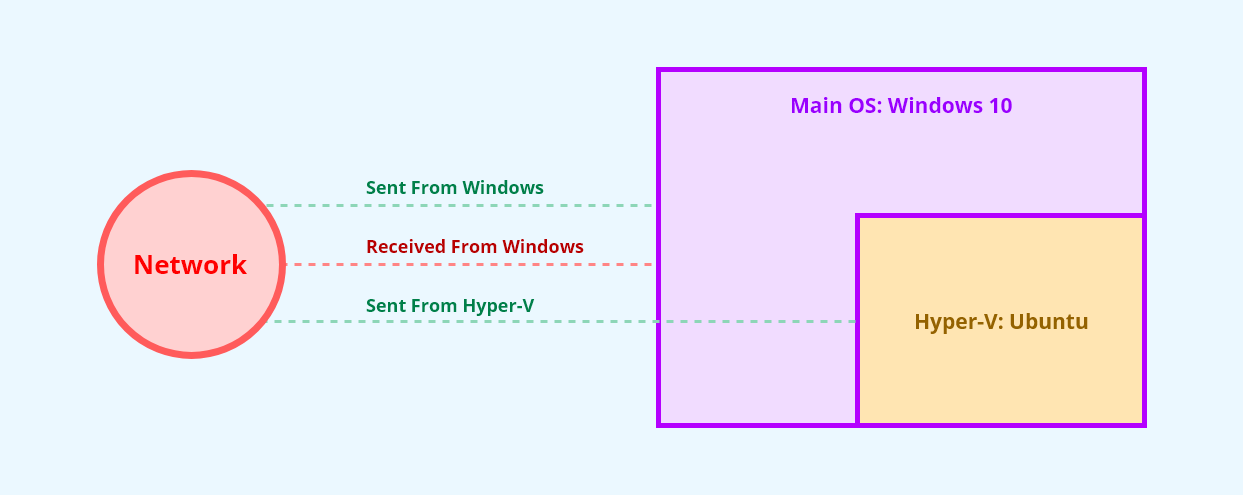 Main OS: Windows 10
Sent From Windows
Received From Windows
Network
Sent From Hyper-V
Hyper-V: Ubuntu